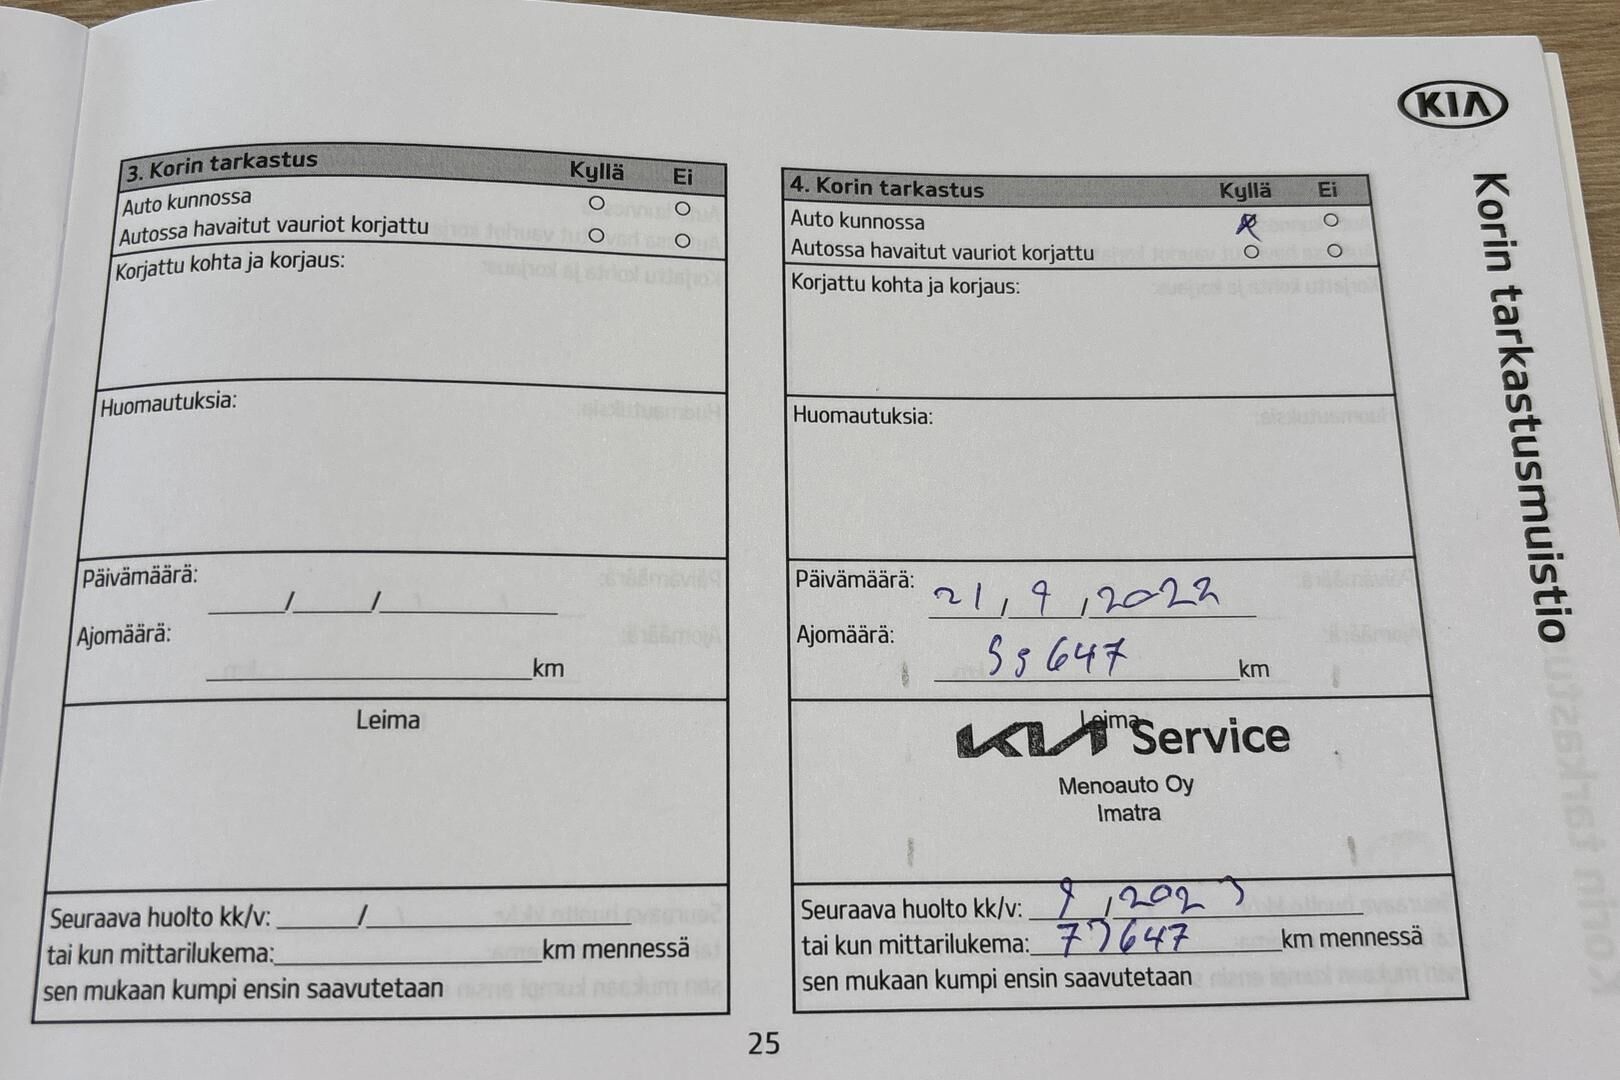 KIA
Korin tarkastusmuistio
3. Korin tarkastus Kyllä Ei
Auto kunnossa
Autossa havaitut vauriot korjattu
Korjattu kohta ja korjaus:
Huomautuksia:
Päivämäärä:
/ /
Ajomäärä:
km
Leima
Seuraava huolto kk/v: /
tai kun mittarilukema: km mennessä
sen mukaan kumpi ensin saavutetaan
4. Korin tarkastus Kyllä Ei
Auto kunnossa
Autossa havaitut vauriot korjattu
Korjattu kohta ja korjaus:
Huomautuksia:
Päivämäärä: 21 / 9 / 2022
Ajomäärä: 55647 km
Leima
KIA Service
Menoauto Oy
Imatra
Seuraava huolto kk/v: 9 / 2023
tai kun mittarilukema: km mennessä
sen mukaan kumpi ensin saavutetaan
25